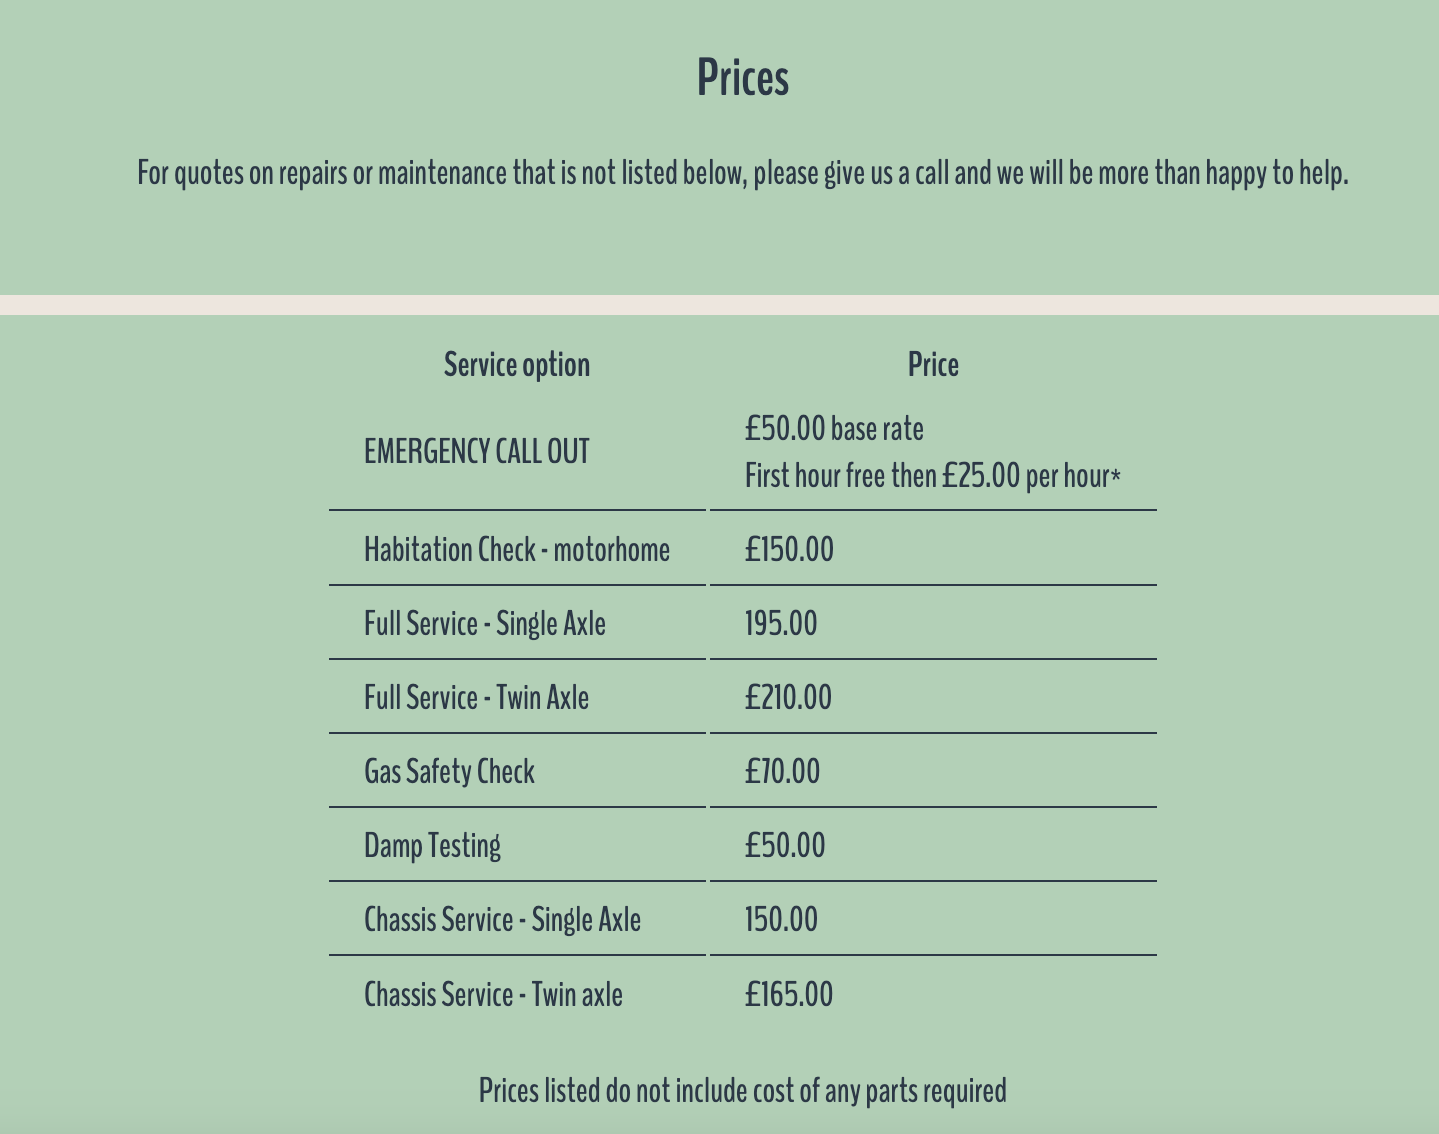 Prices
For quotes on repairs or maintenance that is not listed below, please give us a call and we will be more than happy to help.
Service option
Price
EMERGENCY CALL OUT
£50.00 base rate
First hour free then £25.00 per hour*
Habitation Check - motorhome
£150.00
Full Service - Single Axle
195.00
Full Service - Twin Axle
£210.00
Gas Safety Check
£70.00
Damp Testing
£50.00
Chassis Service - Single Axle
150.00
Chassis Service - Twin axle
£165.00
Prices listed do not include cost of any parts required